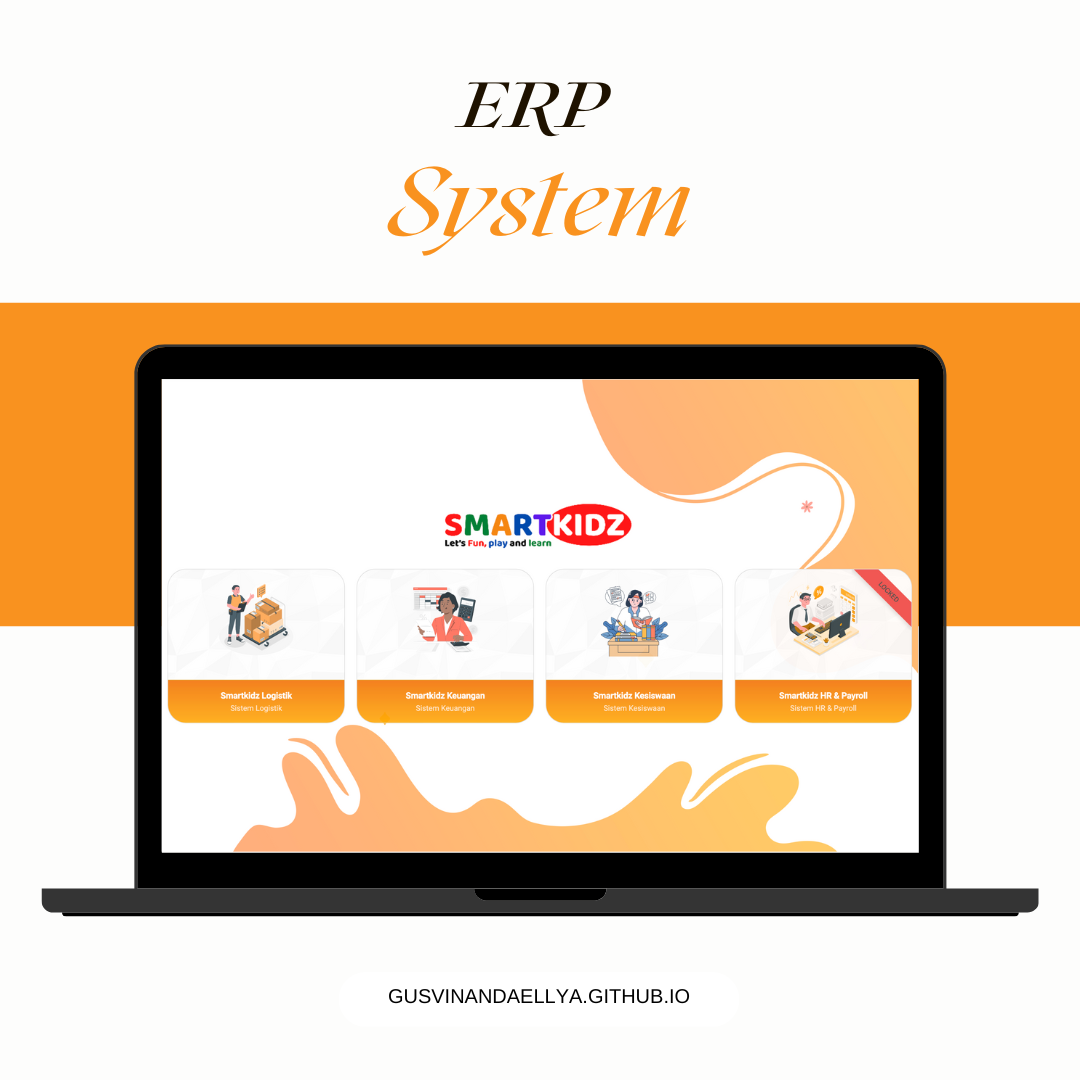 ERP
System
SMARTKIDZ
Let's Fun, play and learn
LOCKED
Smartkidz Logistik
Sistem Logistik
Smartkidz Keuangan
Sistem Keuangan
Smartkidz Kesiswaan
Sistem Kesiswaan
Smartkidz HR & Payroll
Sistem HR & Payroll
GUSVINANDAELLYA.GITHUB.IO